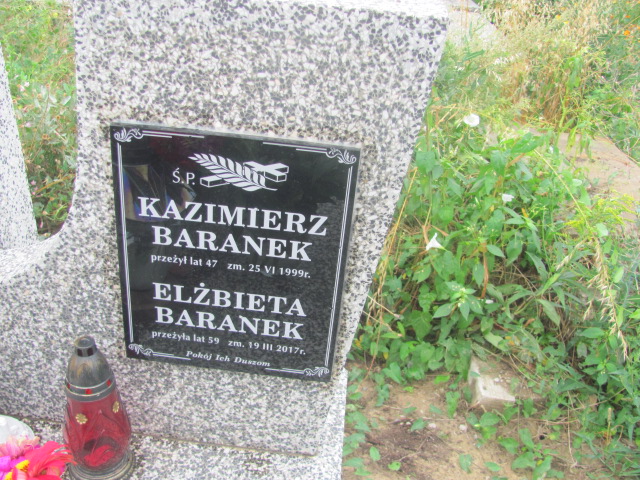 Ś.P.
KAZIMIERZ
BARANEK
przeżył lat 47 zm. 25 VI 1999r.
ELŻBIETA
BARANEK
przeżyła lat 59 zm. 19 III 2017r.
Pokój Ich Duszom